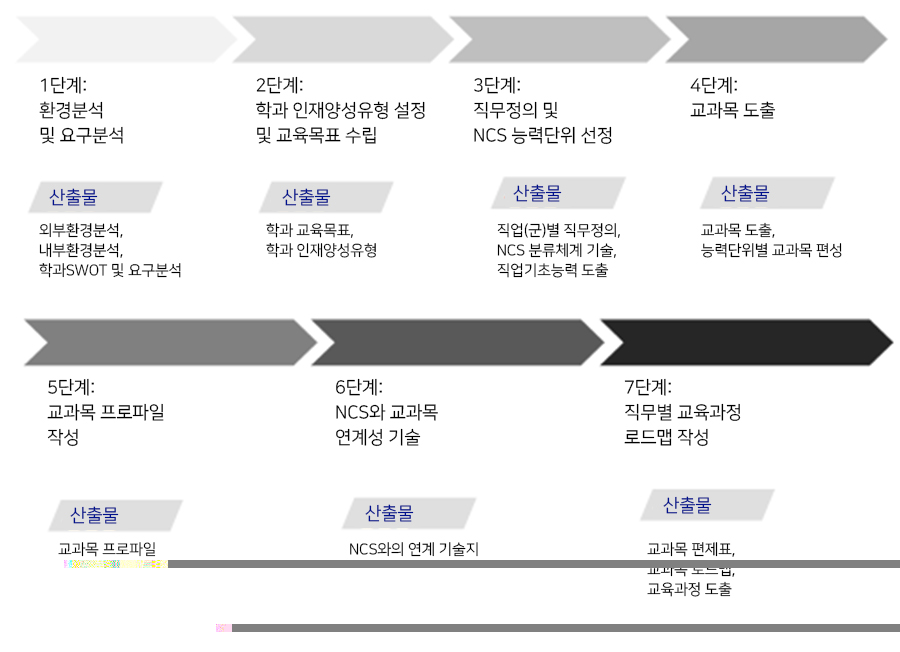 1단계:
환경분석
및 요구분석
2단계:
학과 인재양성유형 설정
및 교육목표 수립
3단계:
직무정의 및
NCS 능력단위 선정
4단계:
교과목 도출
산출물
외부환경분석,
내부환경분석,
학과SWOT 및 요구분석
산출물
학과 교육목표,
학과 인재양성유형
산출물
직업(군)별 직무정의,
NCS 분류체계 기술,
직업기초능력 도출
산출물
교과목 도출,
능력단위별 교과목 편성
5단계:
교과목 프로파일
작성
6단계:
NCS와 교과목
연계성 기술
7단계:
직무별 교육과정
로드맵 작성
산출물
교과목 프로파일
산출물
NCS와의 연계 기술지
산출물
교과목 편제표,
교과목 로드맵,
교육과정 도출